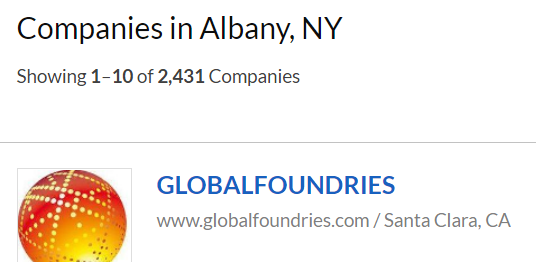 Companies in Albany, NY
Showing 1–10 of 2,431 Companies
GLOBALFOUNDRIES
www.globalfoundries.com / Santa Clara, CA